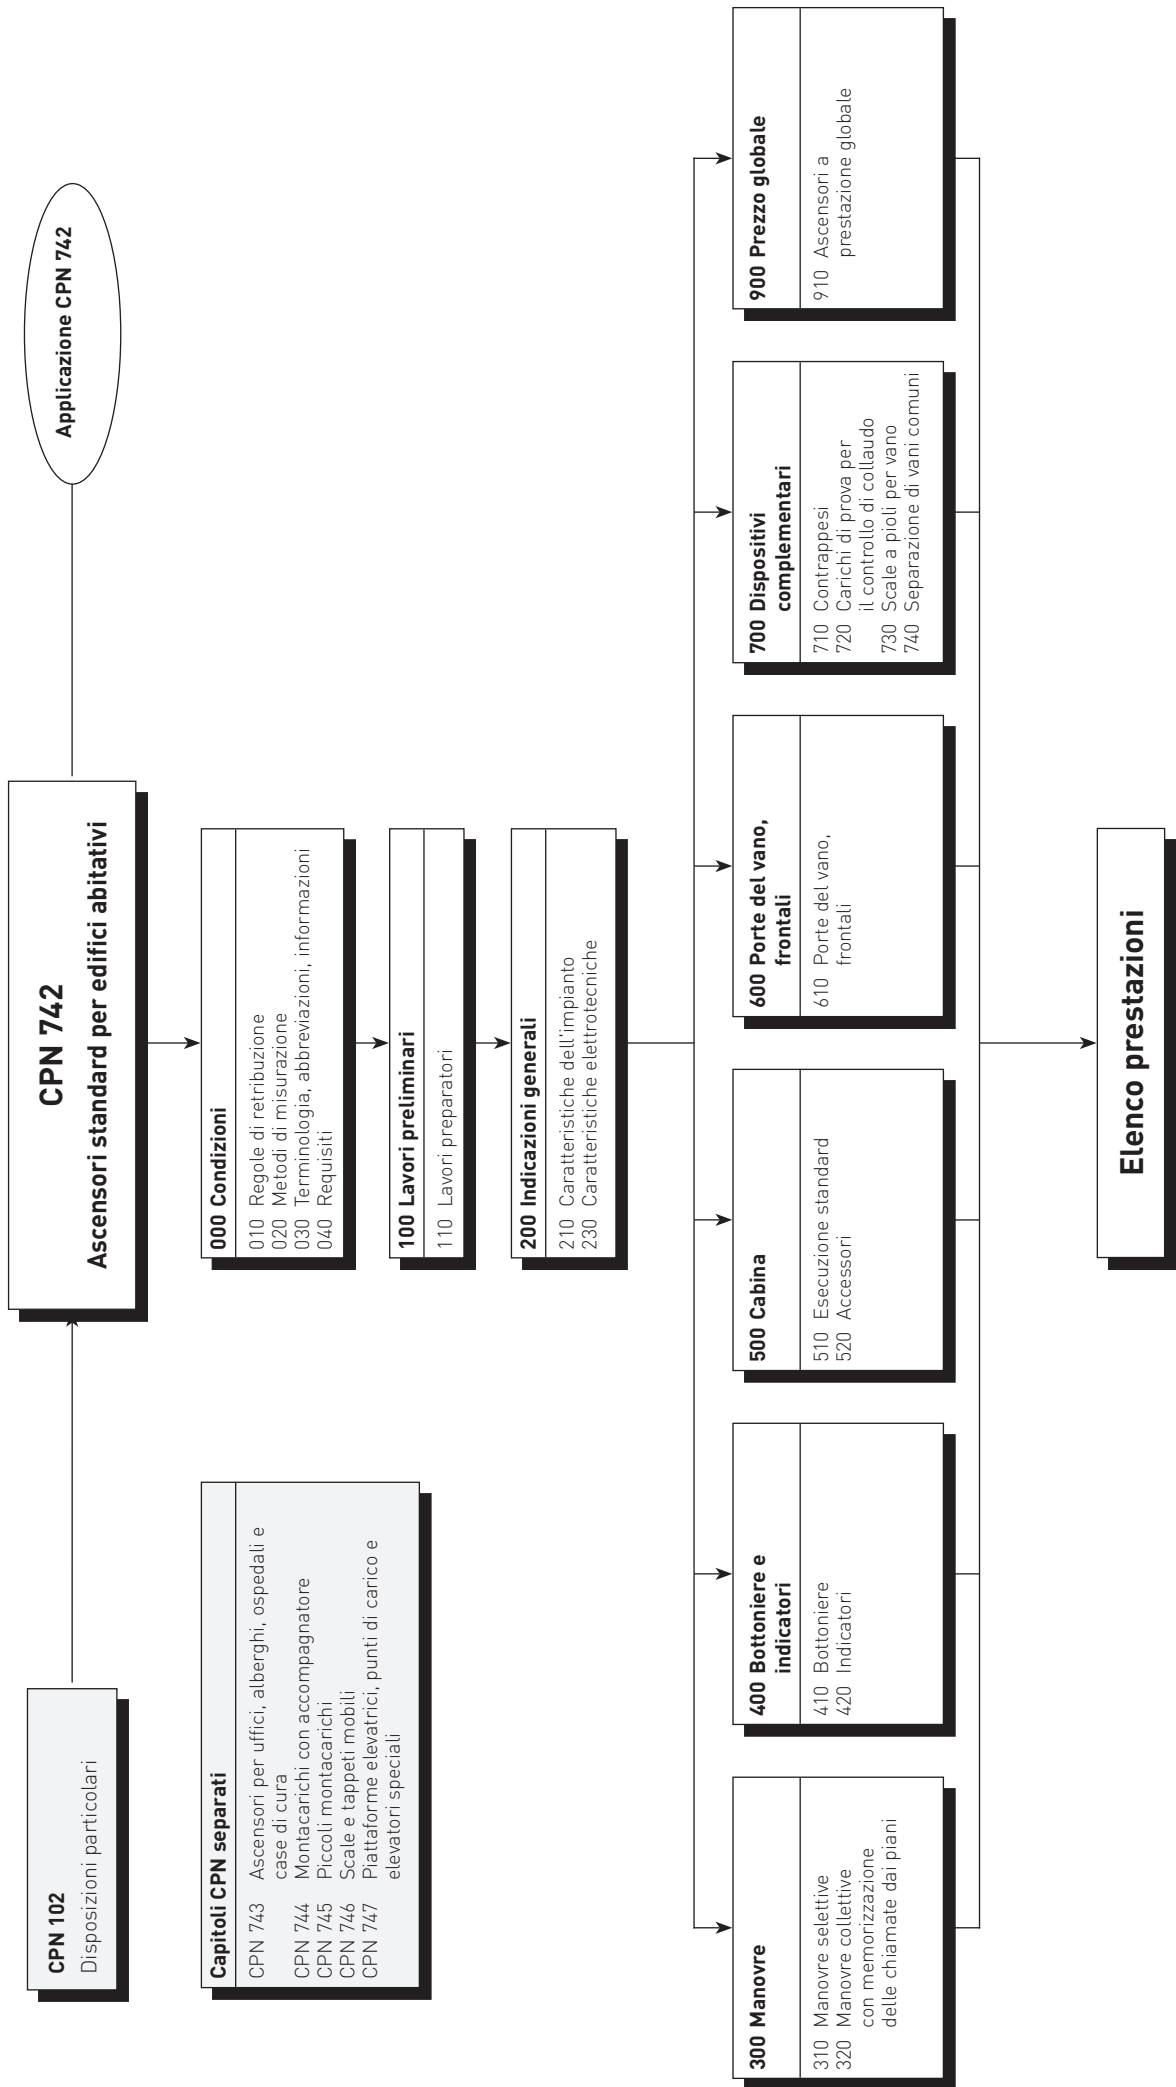 CPN 102
Disposizioni particolari
CPN 742
Ascensori standard per edifici abitativi
Applicazione CPN 742
Capitoli CPN separati
CPN 743 Ascensori per uffici, alberghi, ospedali e
case di cura
CPN 744 Montacarichi con accompagnatore
CPN 745 Piccoli montacarichi
CPN 746 Scale e tappeti mobili
CPN 747 Piattaforme elevatrici, punti di carico e
elevatori speciali
000 Condizioni
010 Regole di retribuzione
020 Metodi di misurazione
030 Terminologia, abbreviazioni, informazioni
040 Requisiti
100 Lavori preliminari
110 Lavori preparatori
200 Indicazioni generali
210 Caratteristiche dell'impianto
230 Caratteristiche elettrotecniche
300 Manovre
310 Manovre selettive
320 Manovre collettive
con memorizzazione
delle chiamate dai piani
400 Bottoniere e
indicatori
410 Bottoniere
420 Indicatori
500 Cabina
510 Esecuzione standard
520 Accessori
600 Porte del vano,
frontali
610 Porte del vano,
frontali
700 Dispositivi
complementari
710 Contrappesi
720 Carichi di prova per
il controllo di collaudo
730 Scale a pioli per vano
740 Separazione di vani comuni
900 Prezzo globale
910 Ascensori a
prestazione globale
Elenco prestazioni